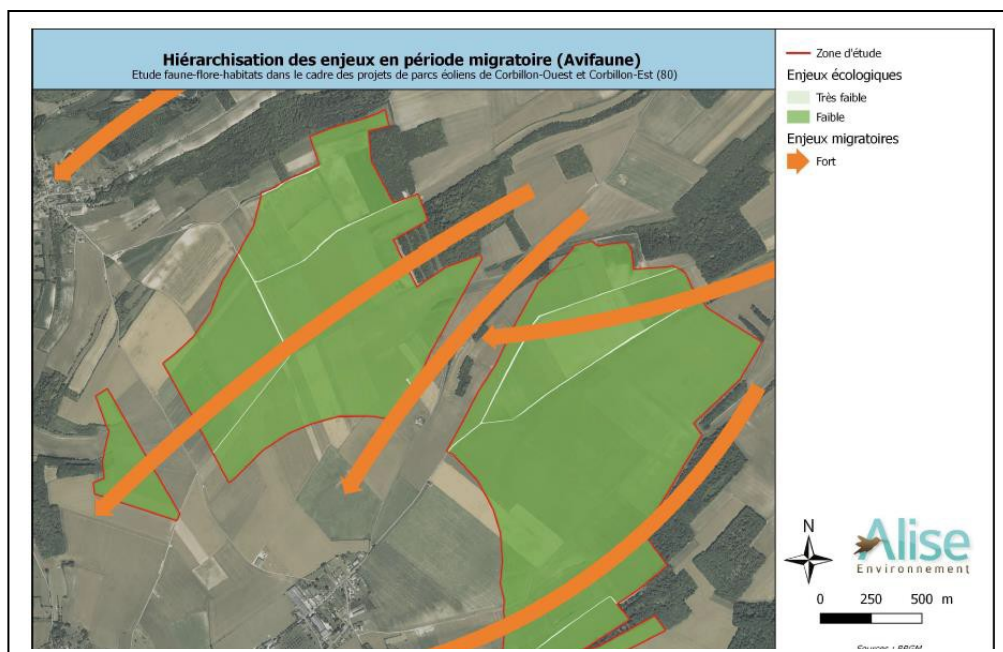 Hiérarchisation des enjeux en période migratoire (Avifaune)
Etude faune-flore-habitats dans le cadre des projets de parcs éoliens de Corbillon-Ouest et Corbillon-Est (80)
Zone d'étude
Enjeux écologiques
Très faible
Faible
Enjeux migratoires
Fort
N
Alise
Environnement
0 250 500 m
Sources : BRGM